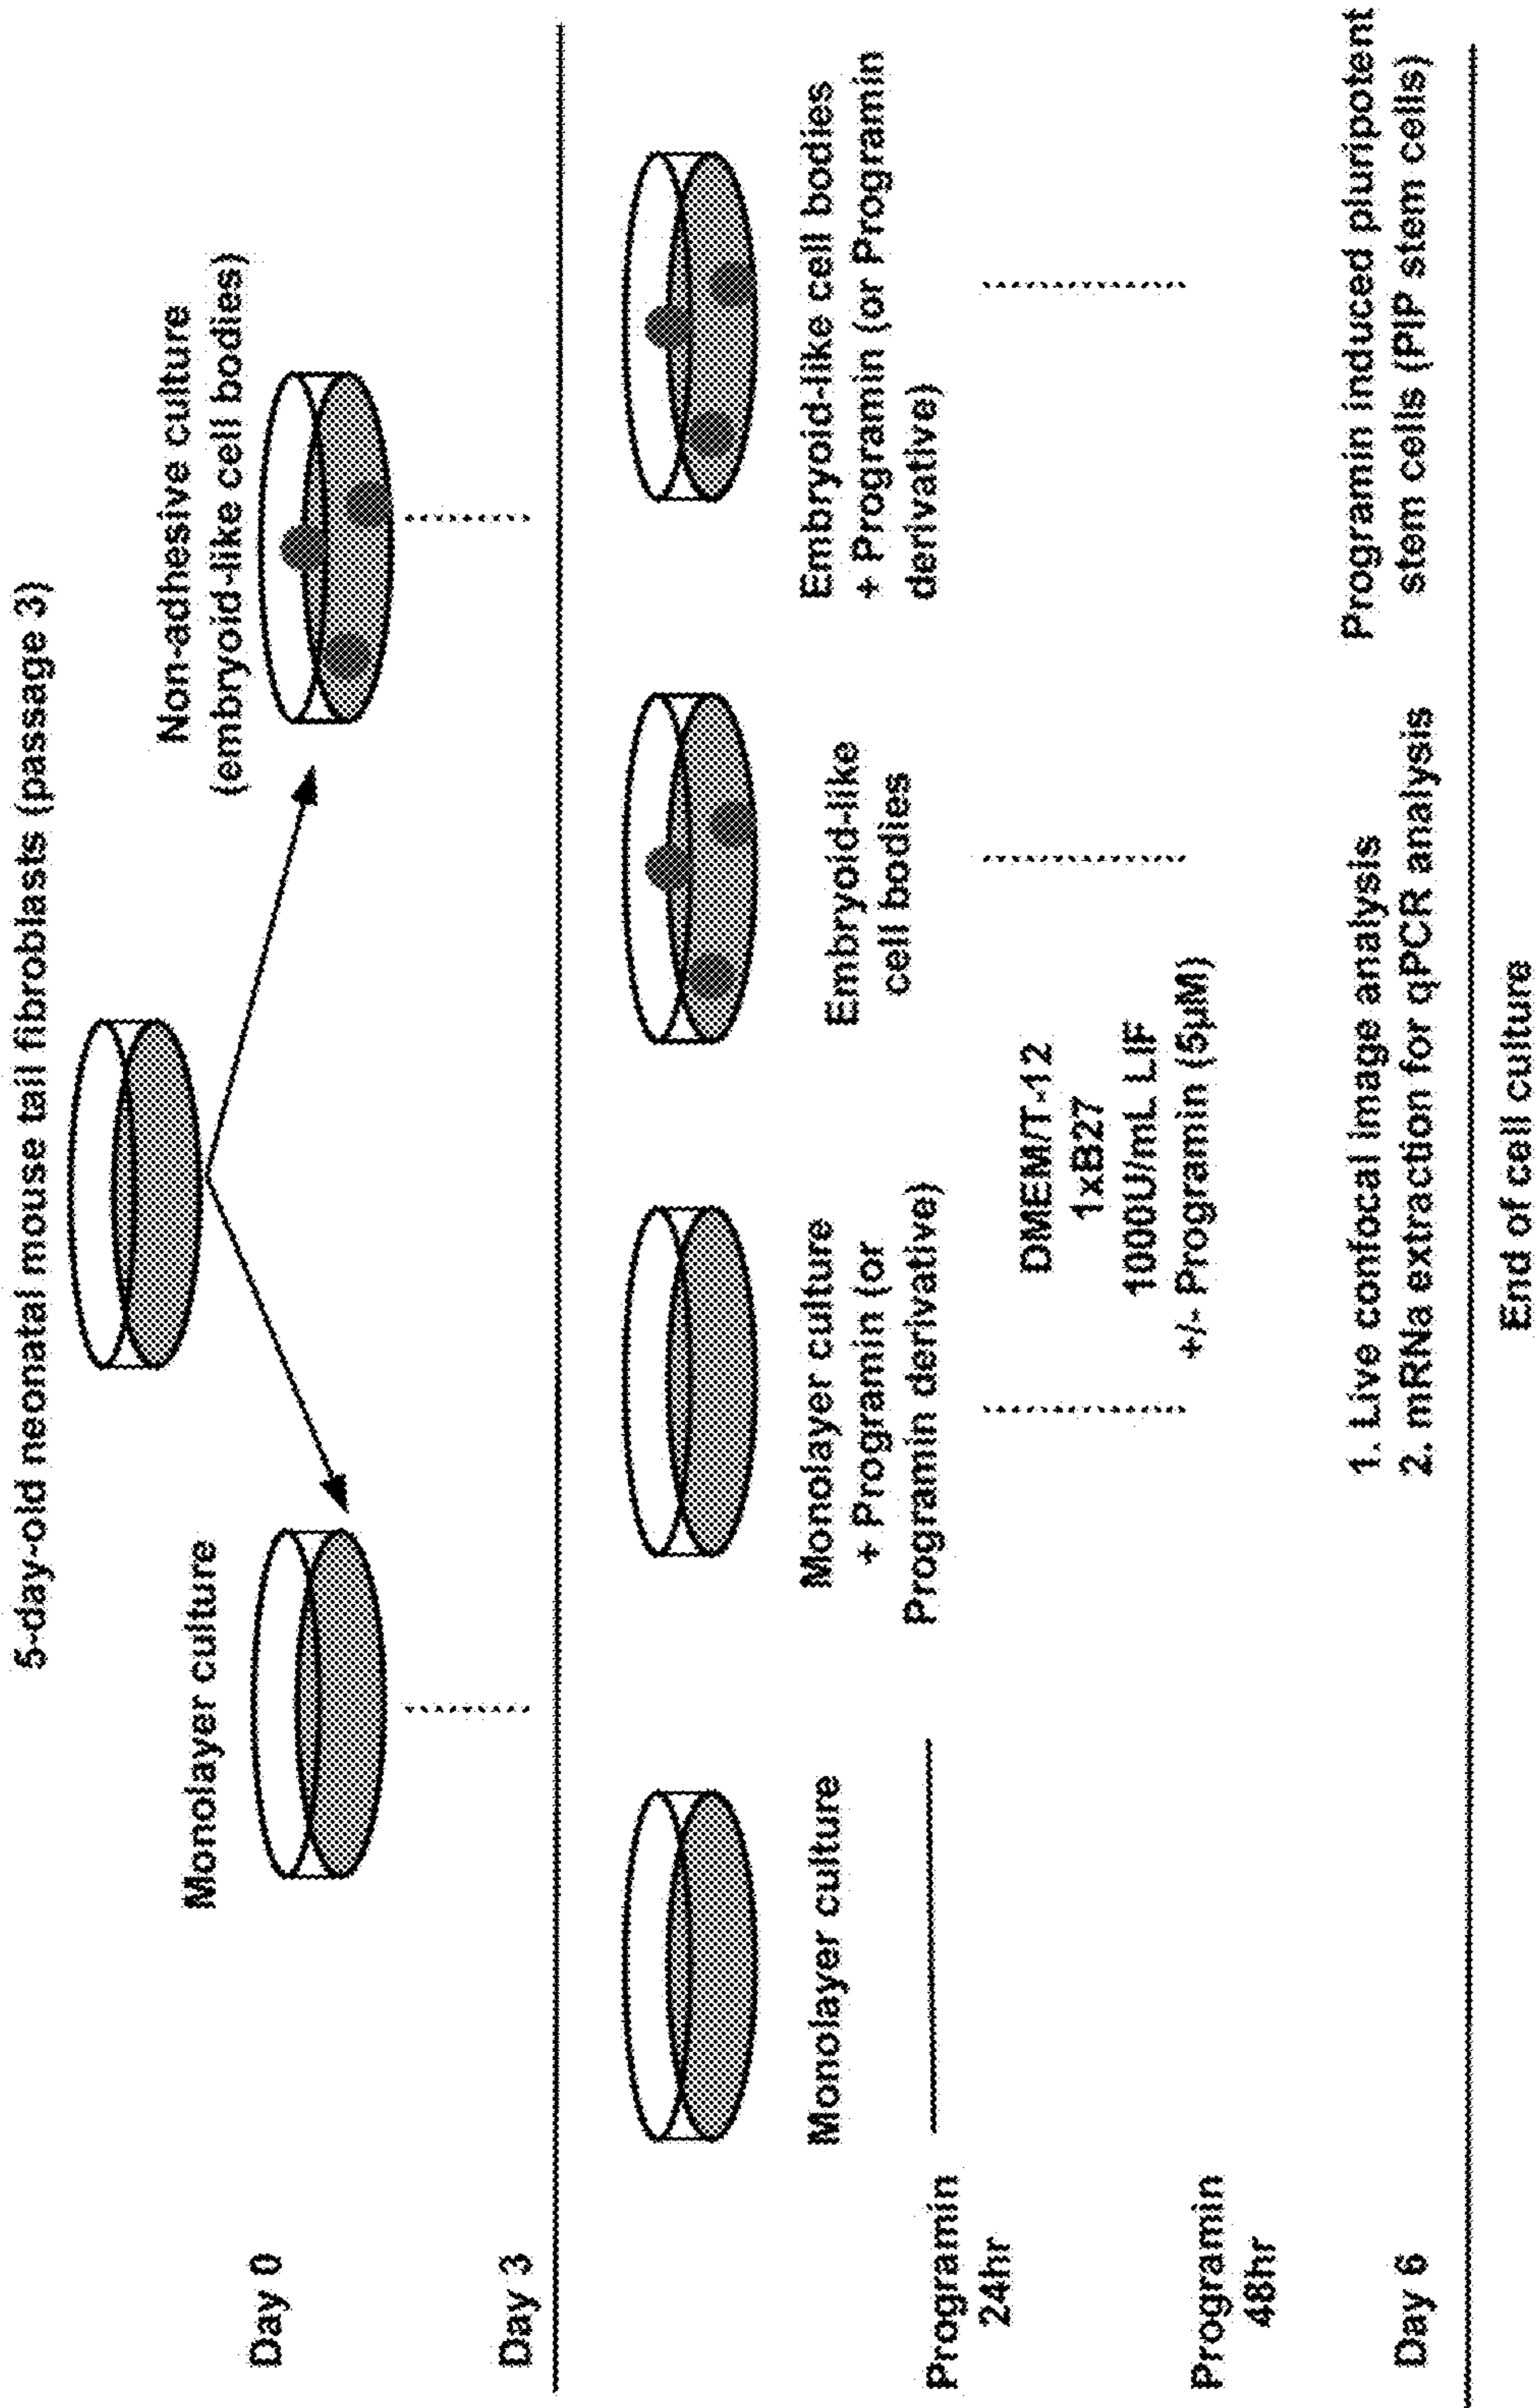 5-day-old neonatal mouse tail fibroblasts (passage 3)
Day 0
Monolayer culture
Non-adhesive culture
(embryoid-like cell bodies)
Day 3
Monolayer culture
Monolayer culture
+ Programin (or
Programin derivative)
Embryoid-like
cell bodies
Embryoid-like cell bodies
+ Programin (or Programin
derivative)
Programin
24hr
DMEM/T-12
1xB27
1000U/mL LIF
+/- Programin (5µM)
Programin
48hr
Day 6
1. Live confocal image analysis
2. mRNa extraction for qPCR analysis
Programin induced pluripotent
stem cells (PIP stem cells)
End of cell culture